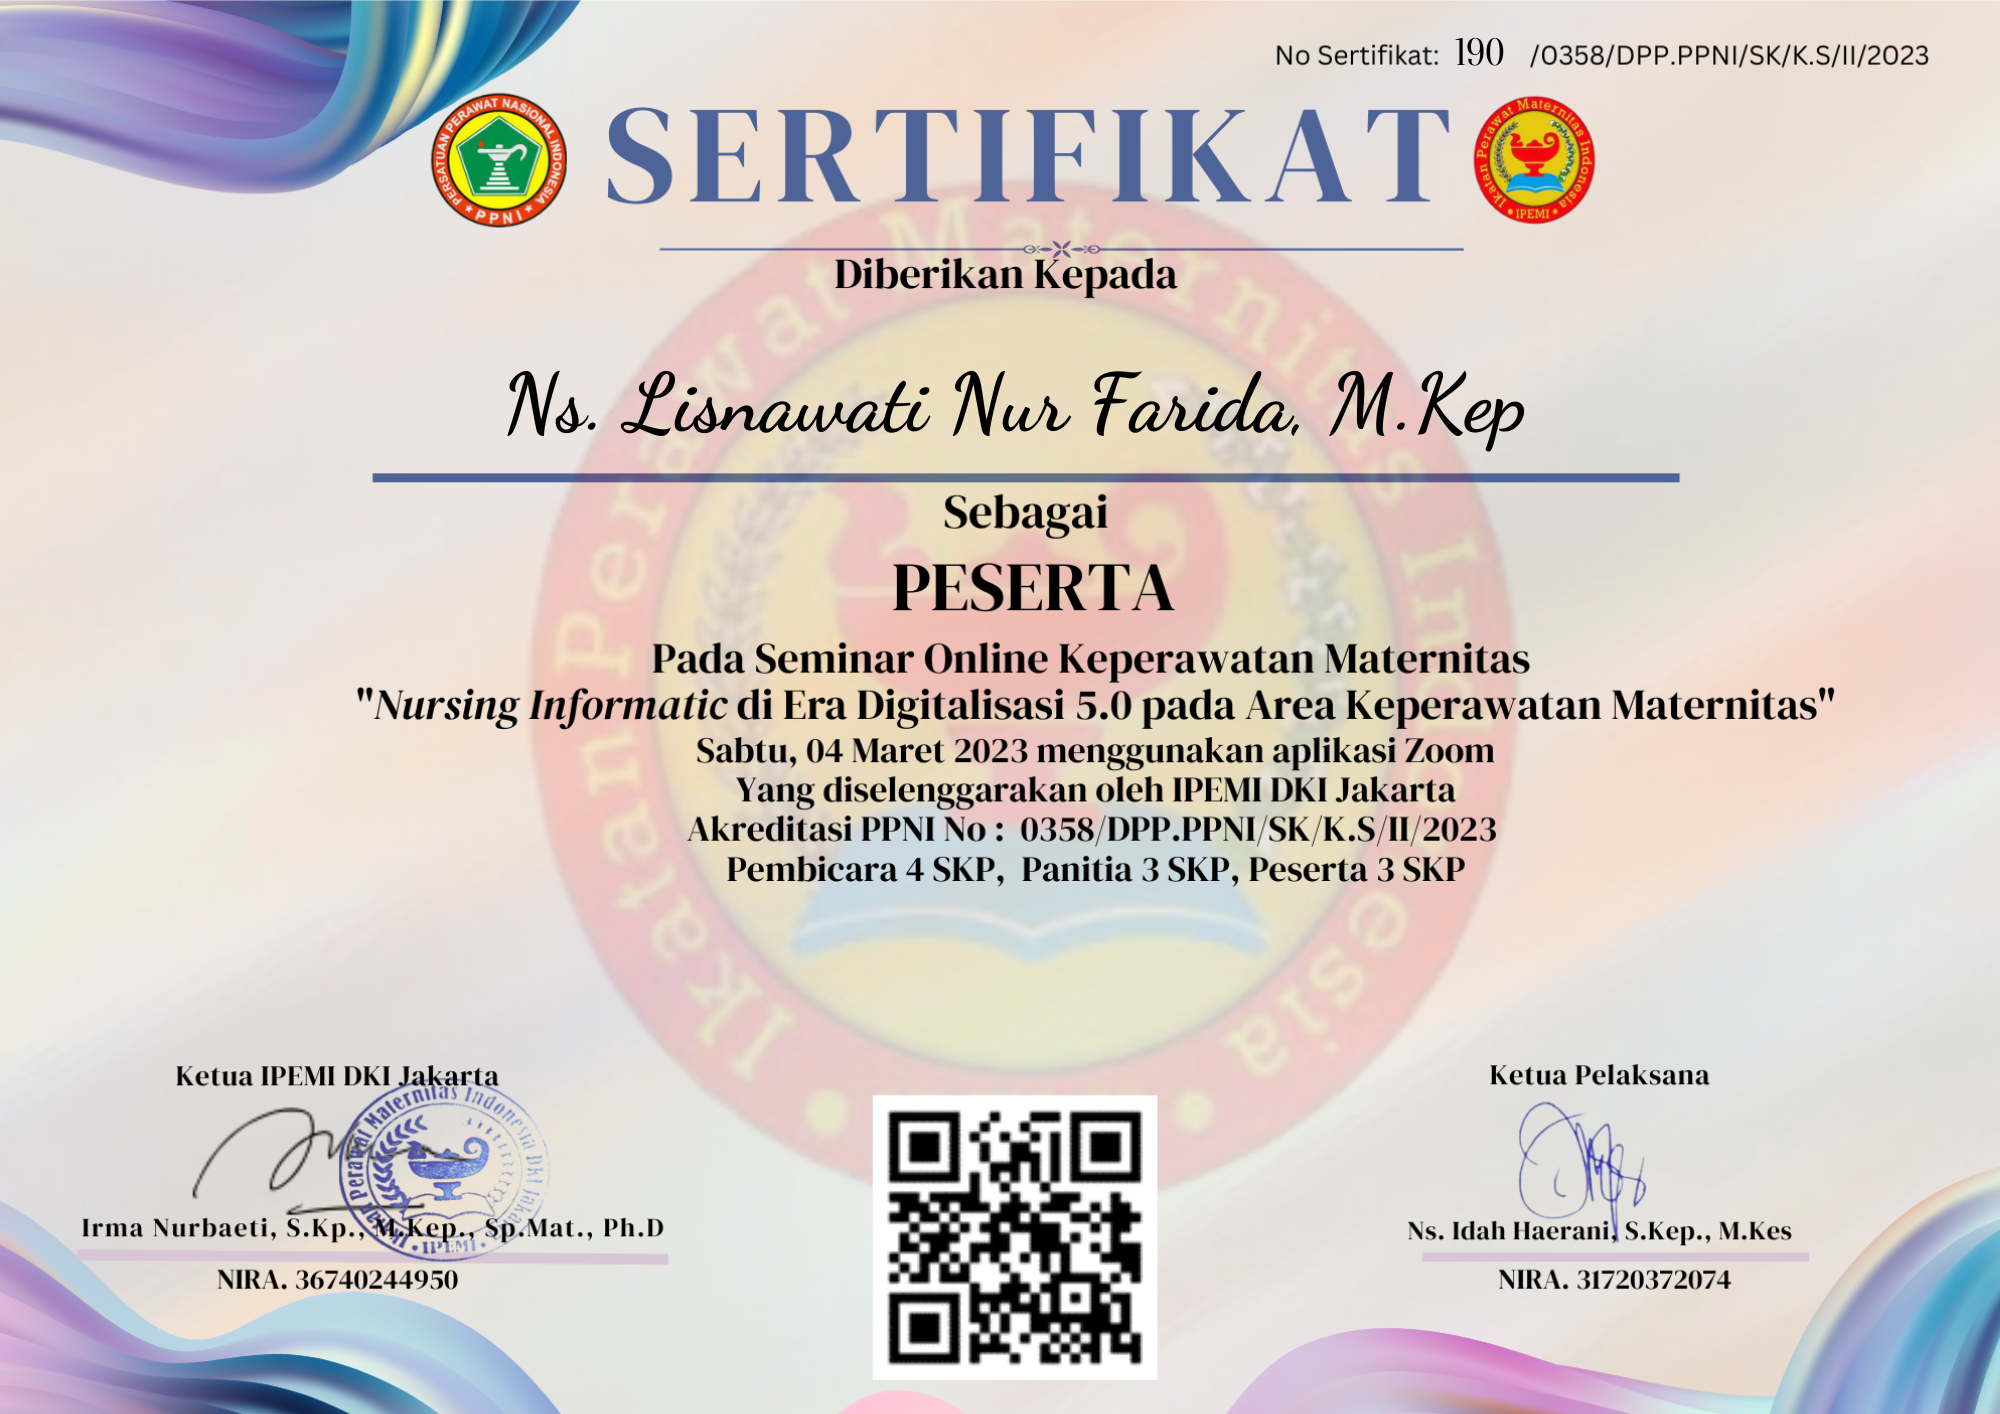 No Sertifikat: 190 /0358/DPP.PPNI/SK/K.S/II/2023
PERSATUAN PERAWAT NASIONAL INDONESIA
PPNI
SERTIFIKAT
Ikatan Perawat Maternitas Indonesia
IPEMI
Diberikan Kepada
Ns. Lisnawati Nur Farida, M.Kep
Sebagai
PESERTA
Pada Seminar Online Keperawatan Maternitas
"Nursing Informatic di Era Digitalisasi 5.0 pada Area Keperawatan Maternitas"
Sabtu, 04 Maret 2023 menggunakan aplikasi Zoom
Yang diselenggarakan oleh IPEMI DKI Jakarta
Akreditasi PPNI No : 0358/DPP.PPNI/SK/K.S/II/2023
Pembicara 4 SKP, Panitia 3 SKP, Peserta 3 SKP
Ikatan Perawat Maternitas Indonesia
Ketua IPEMI DKI Jakarta
Ikatan Perawat Maternitas Indonesia DKI Jakarta
IPEMI
Irma Nurbaeti, S.Kp., M.Kep., Sp.Mat., Ph.D
NIRA. 36740244950
Ketua Pelaksana
Ns. Idah Haerani, S.Kep., M.Kes
NIRA. 31720372074